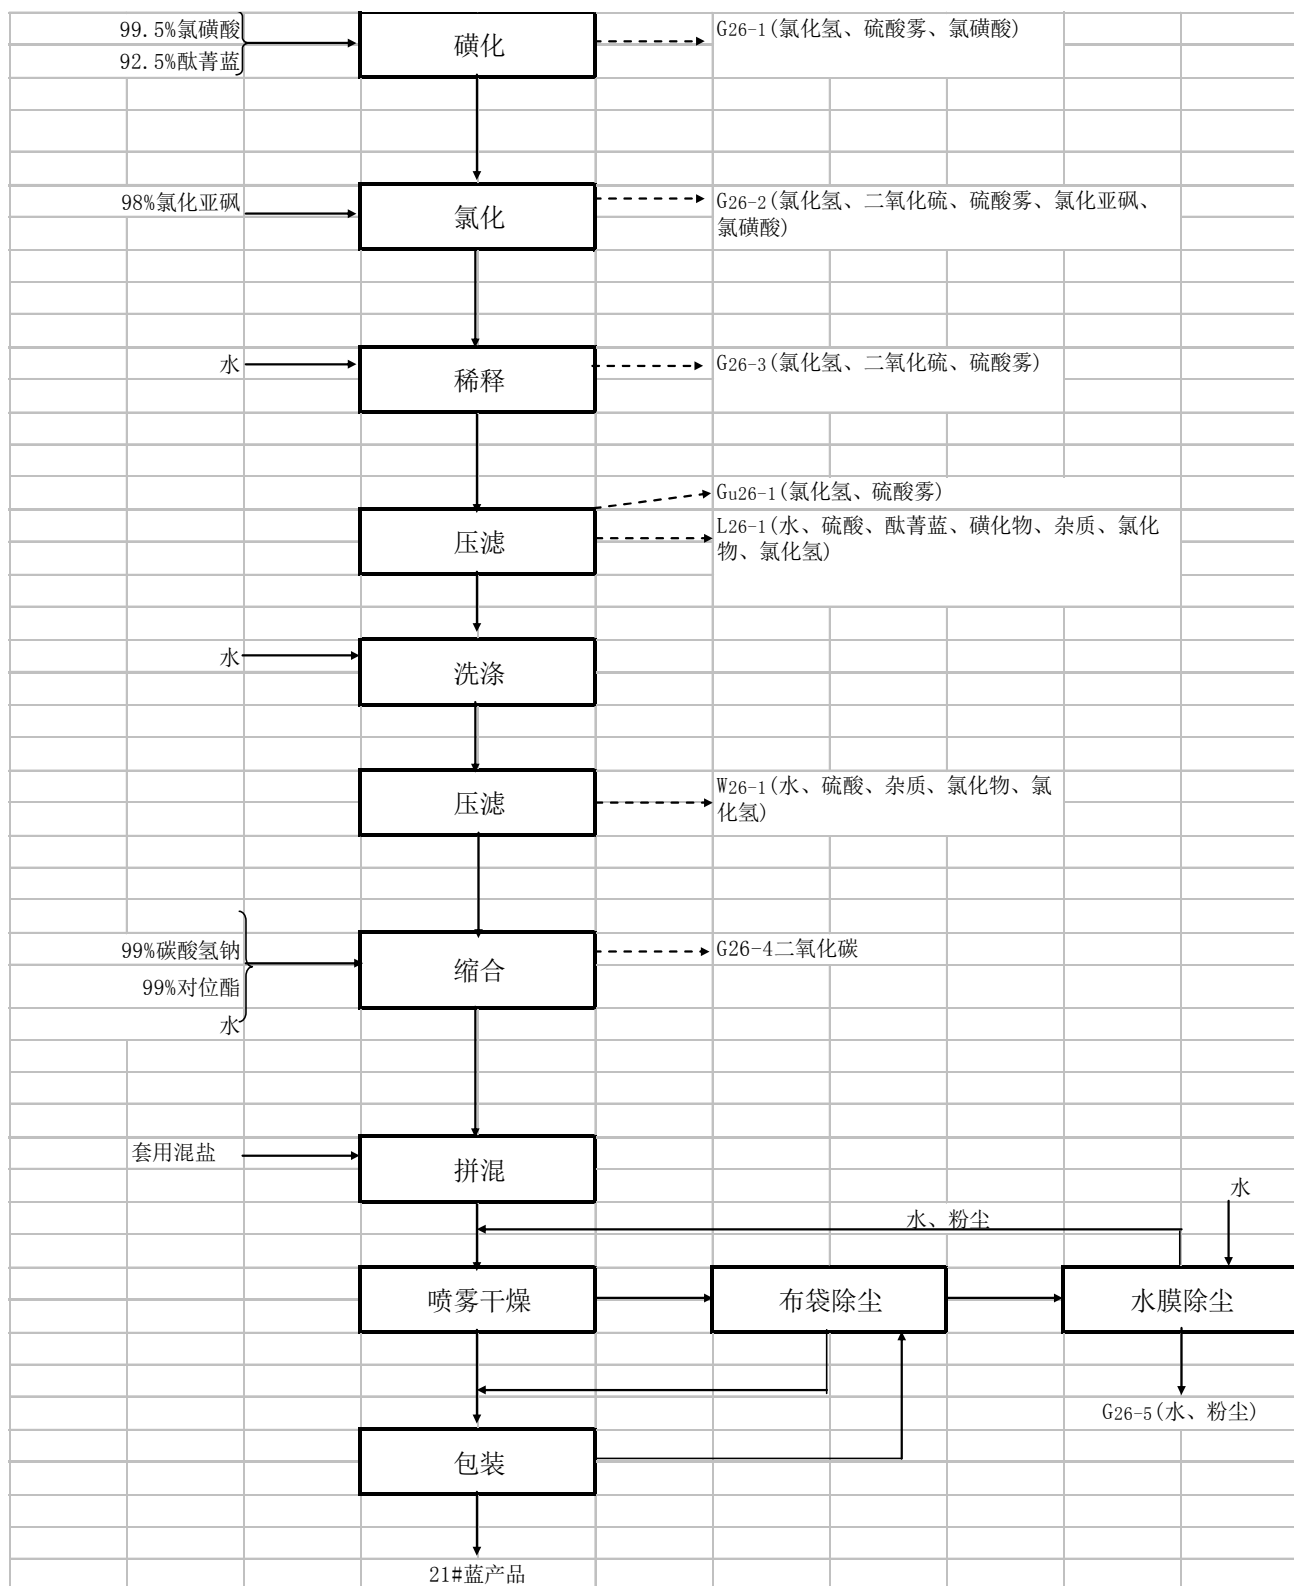 99.5%氯磺酸
92.5%酞菁蓝
磺化
G26-1(氯化氢、硫酸雾、氯磺酸)
98%氯化亚砜
氯化
G26-2(氯化氢、二氧化硫、硫酸雾、氯化亚砜、
氯磺酸)
水
稀释
G26-3(氯化氢、二氧化硫、硫酸雾)
Gu26-1(氯化氢、硫酸雾)
压滤
L26-1(水、硫酸、酞菁蓝、磺化物、杂质、氯化
物、氯化氢)
水
洗涤
压滤
W26-1(水、硫酸、杂质、氯化物、氯
化氢)
99%碳酸氢钠
99%对位酯
水
缩合
G26-4二氧化碳
套用混盐
拼混
水
水、粉尘
喷雾干燥
布袋除尘
水膜除尘
G26-5(水、粉尘)
包装
21#蓝产品